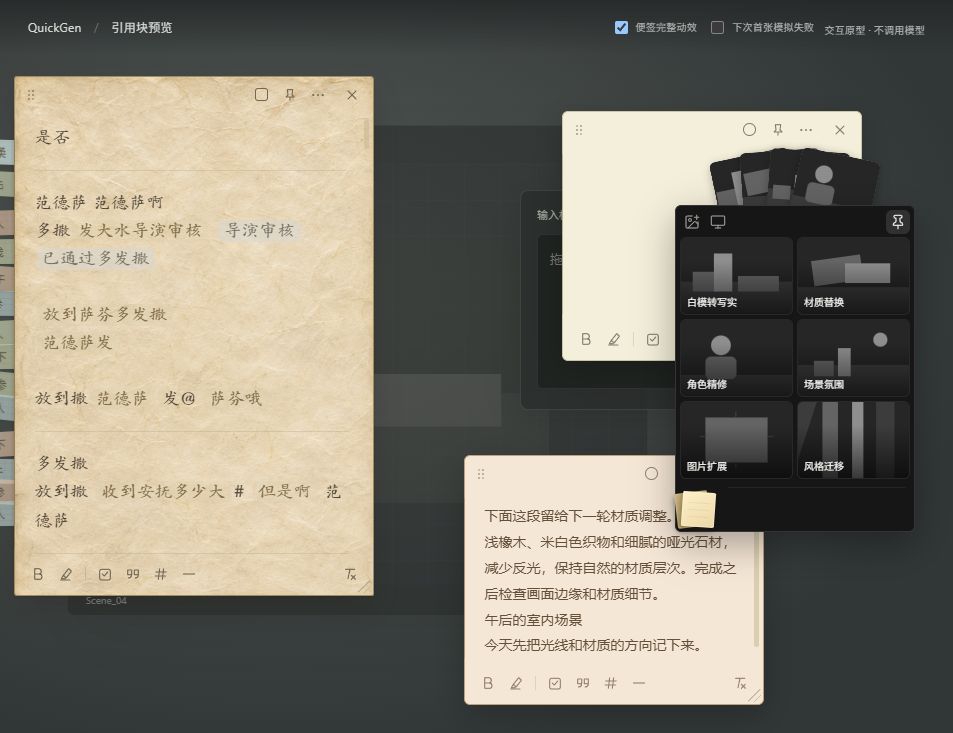 QuickGen / 引用块预览
便签完整动效
下次首张模拟失败
交互原型 · 不调用模型
是否
范德萨 范德萨啊
多撒 发大水导演审核 导演审核
已通过多发撒
放到萨芬多发撒
范德萨发
放到撒 范德萨 发@ 萨芬哦
多发撒
放到撒 收到安抚多少大 # 但是啊 范
德萨
Scene_04
输入
拖
白模转写实
材质替换
角色精修
场景氛围
图片扩展
风格迁移
下面这段留给下一轮材质调整。
浅橡木、米白色织物和细腻的哑光石材，
减少反光，保持自然的材质层次。完成之
后检查画面边缘和材质细节。
午后的室内场景
今天先把光线和材质的方向记下来。